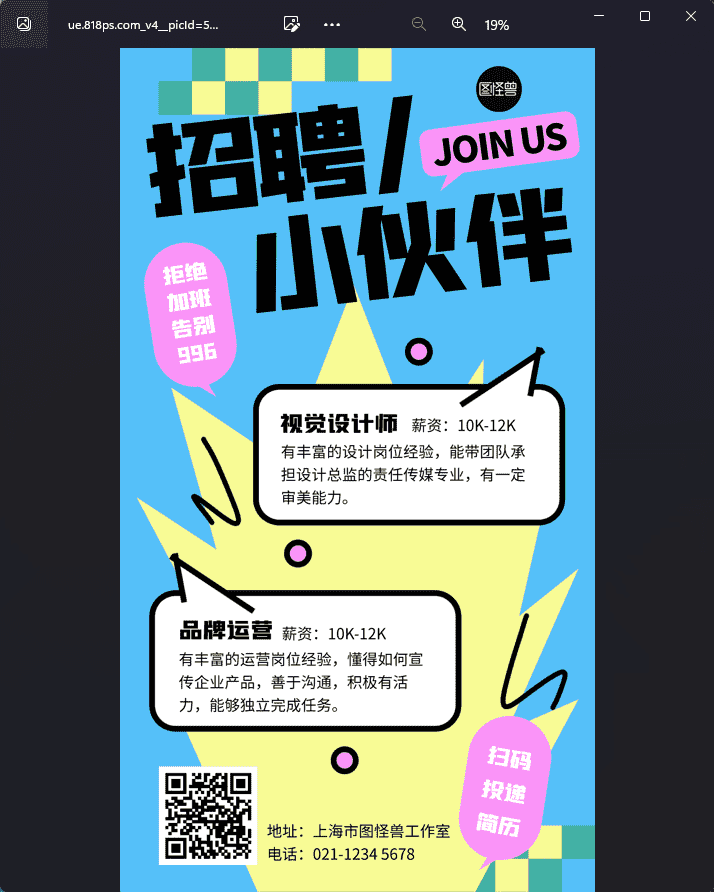 ue.818ps.com_v4__picId=5...
19%
图怪兽
招聘/
JOIN US
小伙伴
拒绝
加班
告别
996
视觉设计师 薪资：10K-12K
有丰富的设计岗位经验，能带团队承
担设计总监的责任传媒专业，有一定
审美能力。
品牌运营 薪资：10K-12K
有丰富的运营岗位经验，懂得如何宣
传企业产品，善于沟通，积极有活
力，能够独立完成任务。
扫码
投递
简历
地址：上海市图怪兽工作室
电话：021-1234 5678